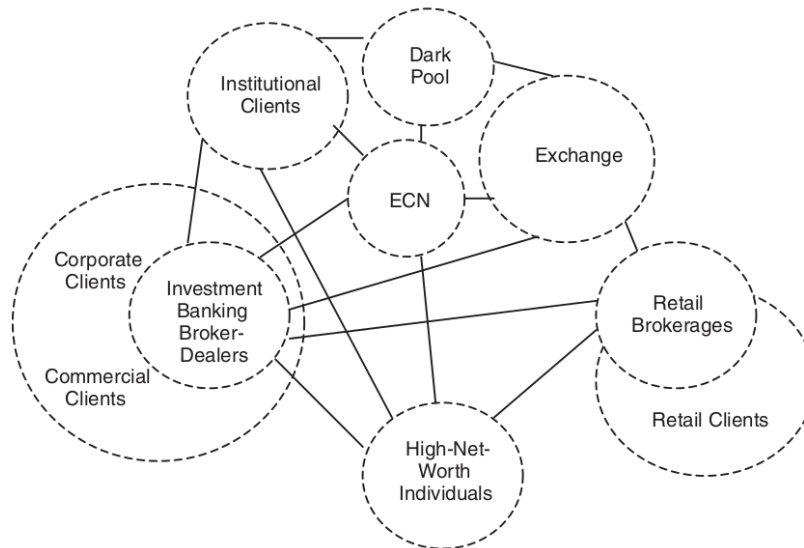 Dark
Pool
Institutional
Clients
Exchange
ECN
Corporate
Clients
Investment
Banking
Broker-
Dealers
Retail
Brokerages
Commercial
Clients
Retail Clients
High-Net-
Worth
Individuals